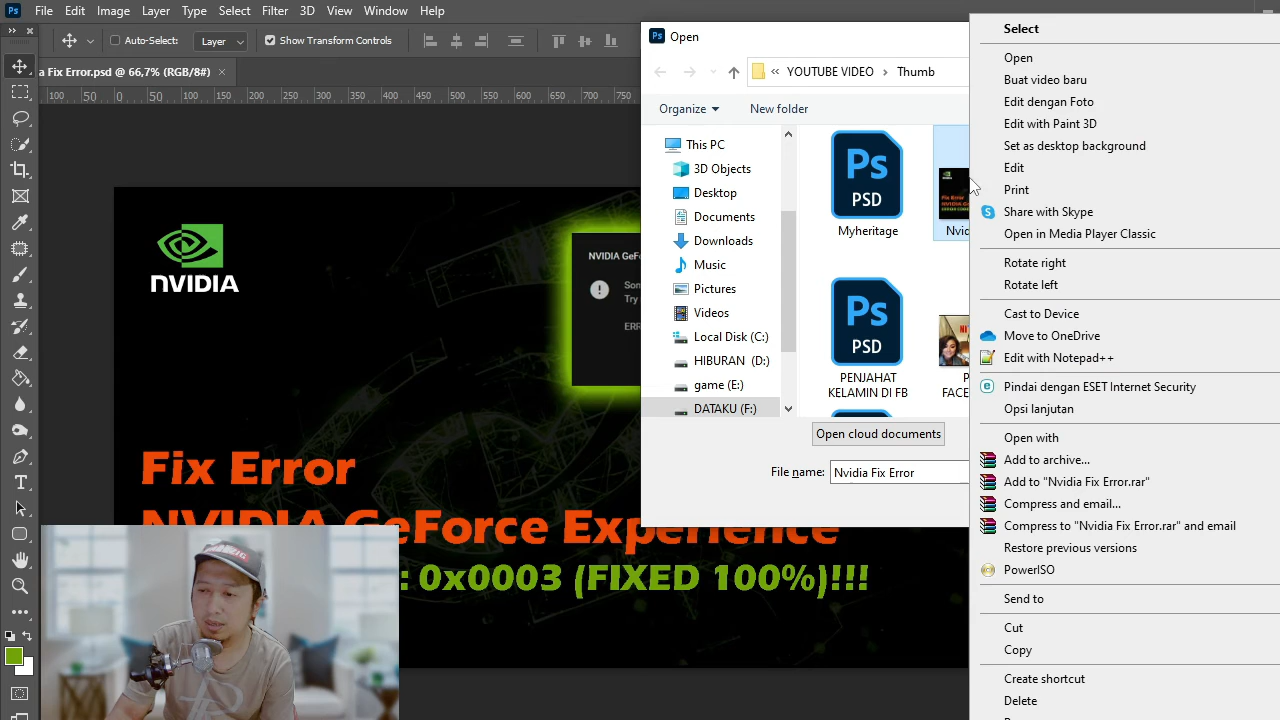 File Edit Image Layer Type Select Filter 3D View Window Help
Auto-Select: Layer Show Transform Controls
a it Error.psd @ 66,7% (RGB/8#)
100 50 0 50 100 150 200 250 300 350 400 450 500 550 600 650 700 750
NVIDIA
NVIDIA GeF
Som
Try
ERR
Fix Error
NVIDIA GeForce Experience
: 0x0003 (FIXED 100%)!!!
Open
YOUTUBE VIDEO Thumb
Organize New folder
This PC
3D Objects
Desktop
Documents
Downloads
Music
Pictures
Videos
Local Disk (C:)
HIBURAN (D:)
game (E:)
DATAKU (F:)
Ps
PSD
Myheritage
Nvid
Ps
PSD
PENJAHAT
KELAMIN DI FB
P
FACE
Open cloud documents
File name: Nvidia Fix Error
Select
Open
Buat video baru
Edit dengan Foto
Edit with Paint 3D
Set as desktop background
Edit
Print
Share with Skype
Open in Media Player Classic
Rotate right
Rotate left
Cast to Device
Move to OneDrive
Edit with Notepad++
Pindai dengan ESET Internet Security
Opsi lanjutan
Open with
Add to archive...
Add to "Nvidia Fix Error.rar"
Compress and email...
Compress to "Nvidia Fix Error.rar" and email
Restore previous versions
PowerISO
Send to
Cut
Copy
Create shortcut
Delete